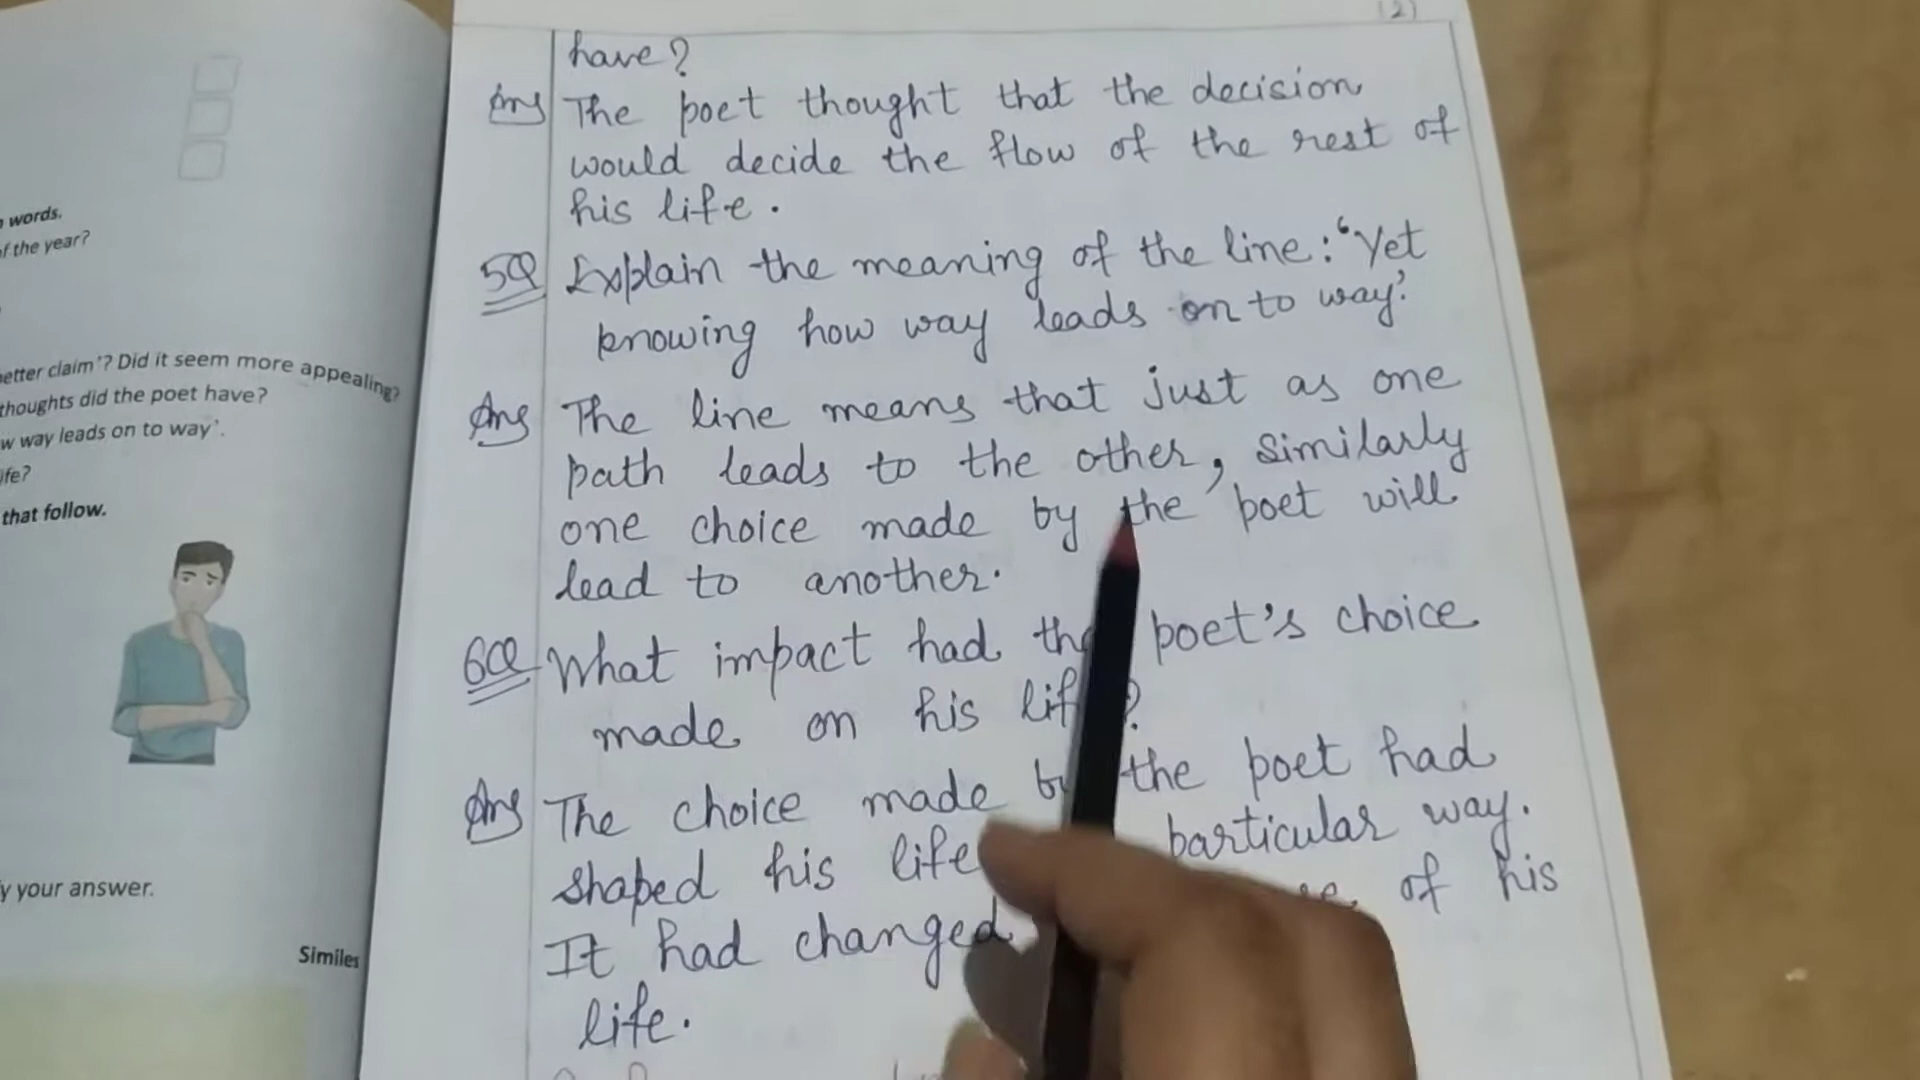 words.
of the year?
better claim'? Did it seem more appealing?
thoughts did the poet have?
w way leads on to way'.
life?
that follow.
y your answer.
Similes
(2)
have?
Ans The poet thought that the decision
would decide the flow of the rest of
his life.
5Q Explain the meaning of the line: 'Yet
knowing how way leads on to way'.
Ans The line means that just as one
path leads to the other, similarly
one choice made by the poet will
lead to another.
6Q What impact had the poet's choice
made on his life?
Ans The choice made by the poet had
shaped his life particular way.
It had changed of his
life.